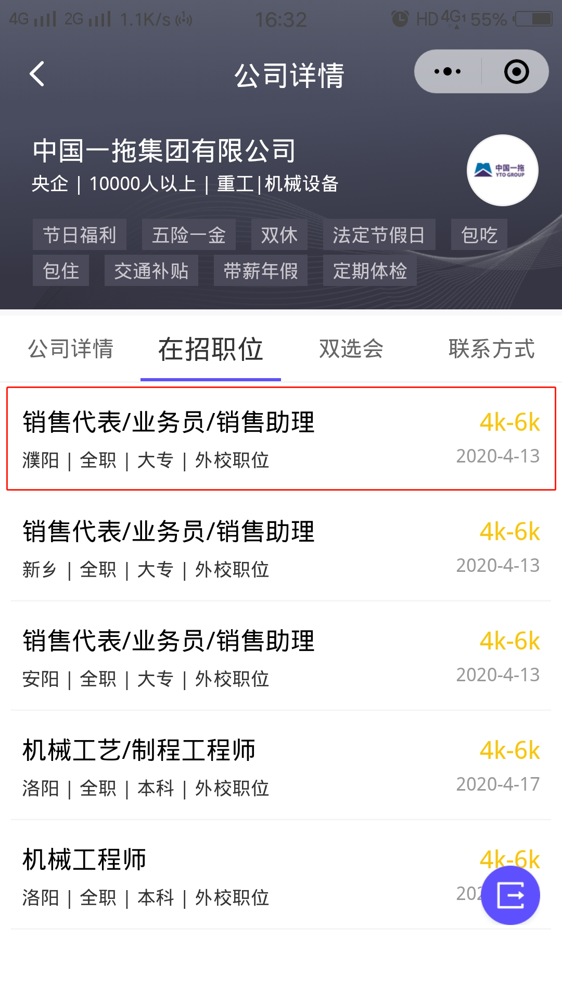 4G 2G 1.1K/s 16:32 HD 4G 1 55%
公司详情
中国一拖集团有限公司
央企 | 10000人以上 | 重工|机械设备
中国一拖
YTO GROUP
节日福利 五险一金 双休 法定节假日 包吃
包住 交通补贴 带薪年假 定期体检
公司详情 在招职位 双选会 联系方式
销售代表/业务员/销售助理 4k-6k
濮阳 | 全职 | 大专 | 外校职位 2020-4-13
销售代表/业务员/销售助理 4k-6k
新乡 | 全职 | 大专 | 外校职位 2020-4-13
销售代表/业务员/销售助理 4k-6k
安阳 | 全职 | 大专 | 外校职位 2020-4-13
机械工艺/制程工程师 4k-6k
洛阳 | 全职 | 本科 | 外校职位 2020-4-17
机械工程师 4k-6k
洛阳 | 全职 | 本科 | 外校职位